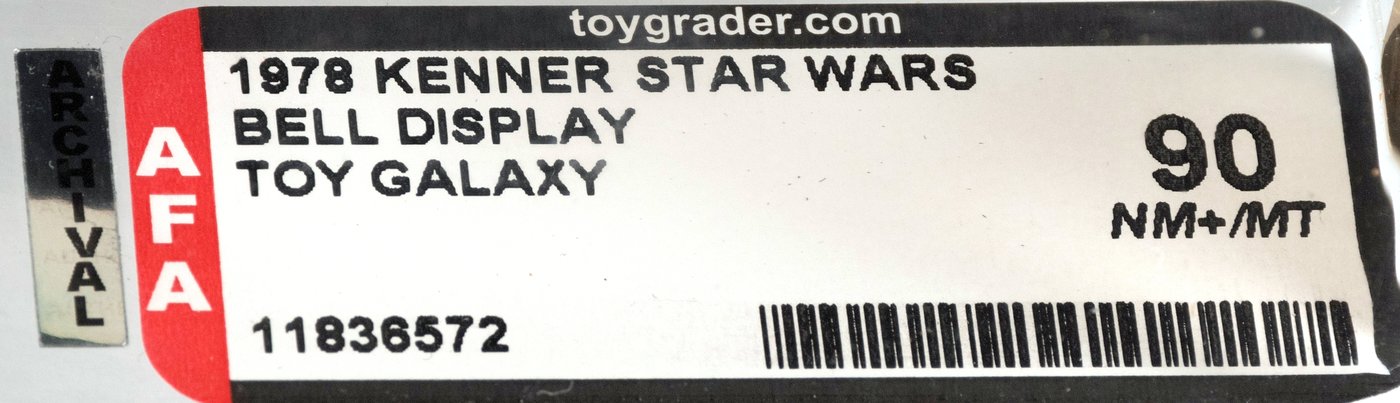 toygrader.com
ARCHIVAL
AFA
1978 KENNER STAR WARS
BELL DISPLAY
TOY GALAXY
90
NM+/MT
11836572